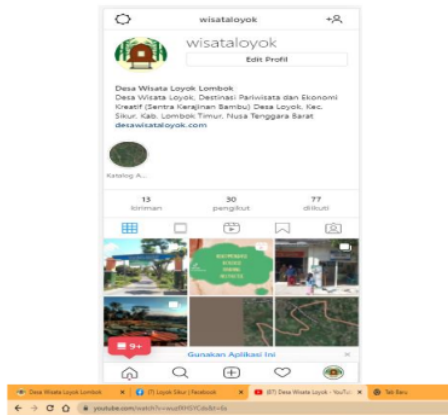 wisataloyok
wisataloyok
Edit Profil
Desa Wisata Loyok Lombok
Desa Wisata Loyok, Destinasi Pariwisata dan Ekonomi
Kreatif (Sentra Kerajinan Bambu) Desa Loyok, Kec.
Sikur, Kab. Lombok Timur, Nusa Tenggara Barat
desawisataloyok.com
Katalog A...
13 30 77
kiriman pengikut diikuti
9+
Gunakan Aplikasi Ini
Desa Wisata Loyok Lombok (7) Loyok Sikur | Facebook (87) Desa Wisata Loyok - YouTu Tab Baru